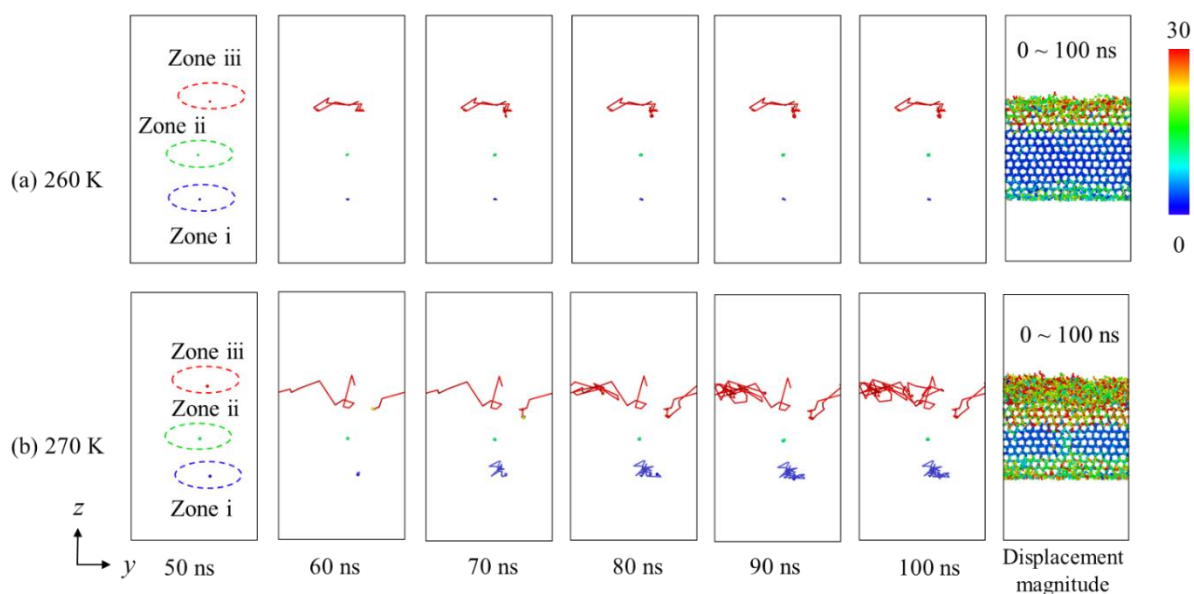 30
Zone iii
0 ~ 100 ns
Zone ii
(a) 260 K
Zone i
0
Zone iii
0 ~ 100 ns
Zone ii
(b) 270 K
Zone i
z
y
50 ns
60 ns
70 ns
80 ns
90 ns
100 ns
Displacement
magnitude